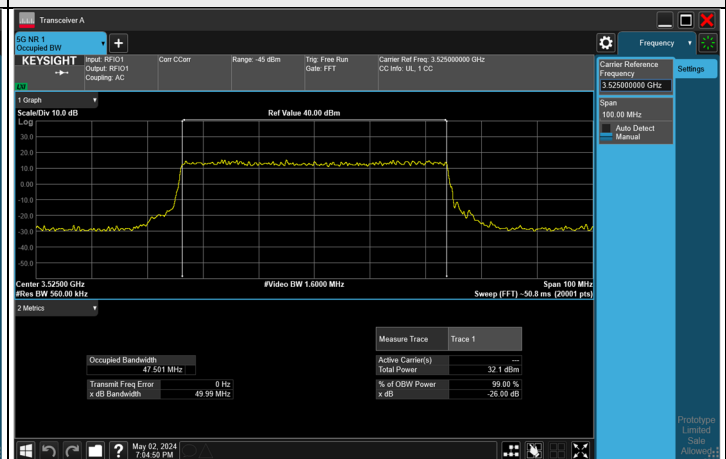 Transceiver A
5G NR 1
Occupied BW
+
Frequency
KEYSIGHT
Input: RFIO1
Output: RFIO1
Coupling: AC
Corr CCorr
Range: -45 dBm
Trig: Free Run
Gate: FFT
Carrier Ref Freq: 3.525000000 GHz
CC Info: UL, 1 CC
LXI
Carrier Reference
Frequency
3.525000000 GHz
Settings
Span
100.00 MHz
Auto Detect
Manual
1 Graph
Scale/Div 10.0 dB
Ref Value 40.00 dBm
Log
30.0
20.0
10.0
0.00
-10.0
-20.0
-30.0
-40.0
-50.0
Center 3.52500 GHz
#Video BW 1.6000 MHz
Span 100 MHz
#Res BW 560.00 kHz
Sweep (FFT) ~50.8 ms (20001 pts)
2 Metrics
Measure Trace
Trace 1
Occupied Bandwidth
47.501 MHz
Active Carrier(s)
---
Total Power
32.1 dBm
Transmit Freq Error
0 Hz
% of OBW Power
99.00 %
x dB Bandwidth
49.99 MHz
x dB
-26.00 dB
Prototype
Limited
Sale
Allowed
?
May 02, 2024
7:04:50 PM